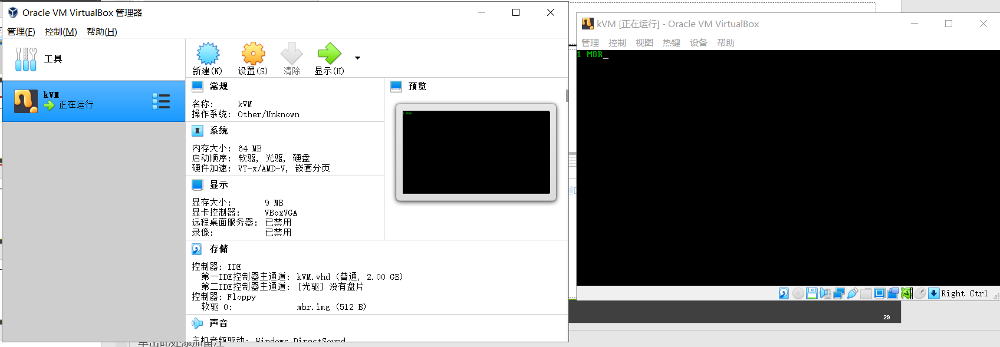 Oracle VM VirtualBox 管理器
管理(F) 控制(M) 帮助(H)
工具
新建(N) 设置(S) 清除 显示(H)
kVM
正在运行
常规
名称: kVM
操作系统: Other/Unknown
系统
内存大小: 64 MB
启动顺序: 软驱, 光驱, 硬盘
硬件加速: VT-x/AMD-V, 嵌套分页
显示
显存大小: 9 MB
显卡控制器: VBoxVGA
远程桌面服务器: 已禁用
录像: 已禁用
存储
控制器: IDE
第一IDE控制器主通道: kVM.vhd (普通, 2.00 GB)
第二IDE控制器主通道: [光驱] 没有盘片
控制器: Floppy
软驱 0: mbr.img (512 B)
声音
主机音频驱动: Windows DirectSound
预览
1 MBR
kVM [正在运行] - Oracle VM VirtualBox
管理 控制 视图 热键 设备 帮助
1 MBR_
Right Ctrl
29
单击此处添加备注